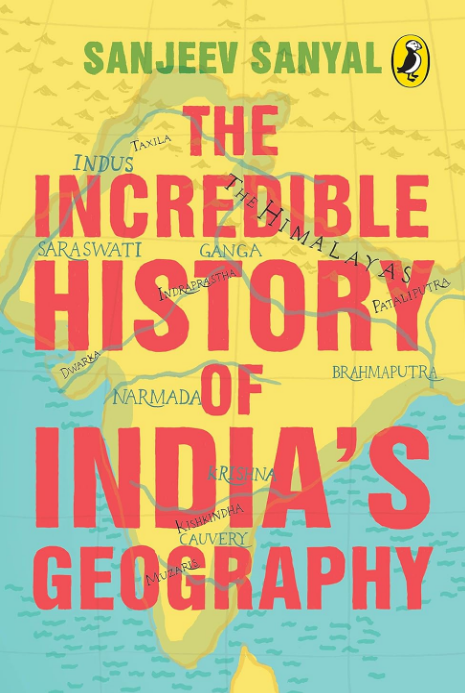 SANJEEV SANYAL
THE
TAXILA
INDUS
INCREDIBLE
THE HIMALAYAS
SARASWATI
GANGA
HISTORY
INDRAPRASTHA
PATALIPUTRA
DWARKA
BRAHMAPUTRA
OF
NARMADA
INDIA'S
KRISHNA
KISHKINDHA
CAUVERY
GEOGRAPHY
MUZARIS